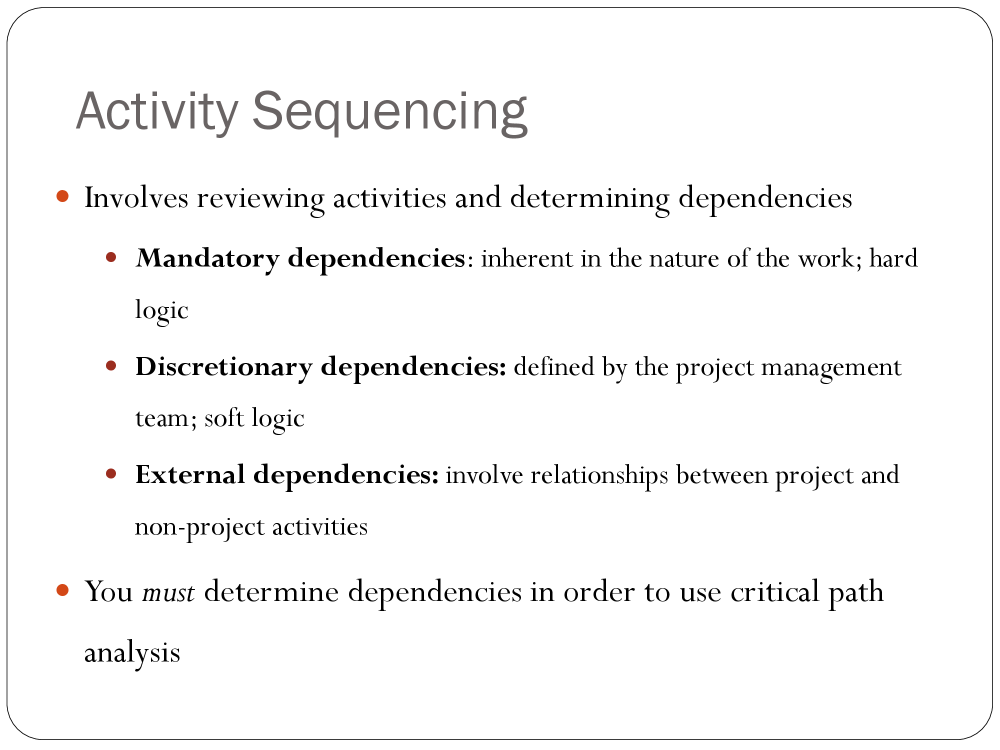 Activity Sequencing
Involves reviewing activities and determining dependencies
Mandatory dependencies: inherent in the nature of the work; hard
logic
Discretionary dependencies: defined by the project management
team; soft logic
External dependencies: involve relationships between project and
non-project activities
You must determine dependencies in order to use critical path
analysis